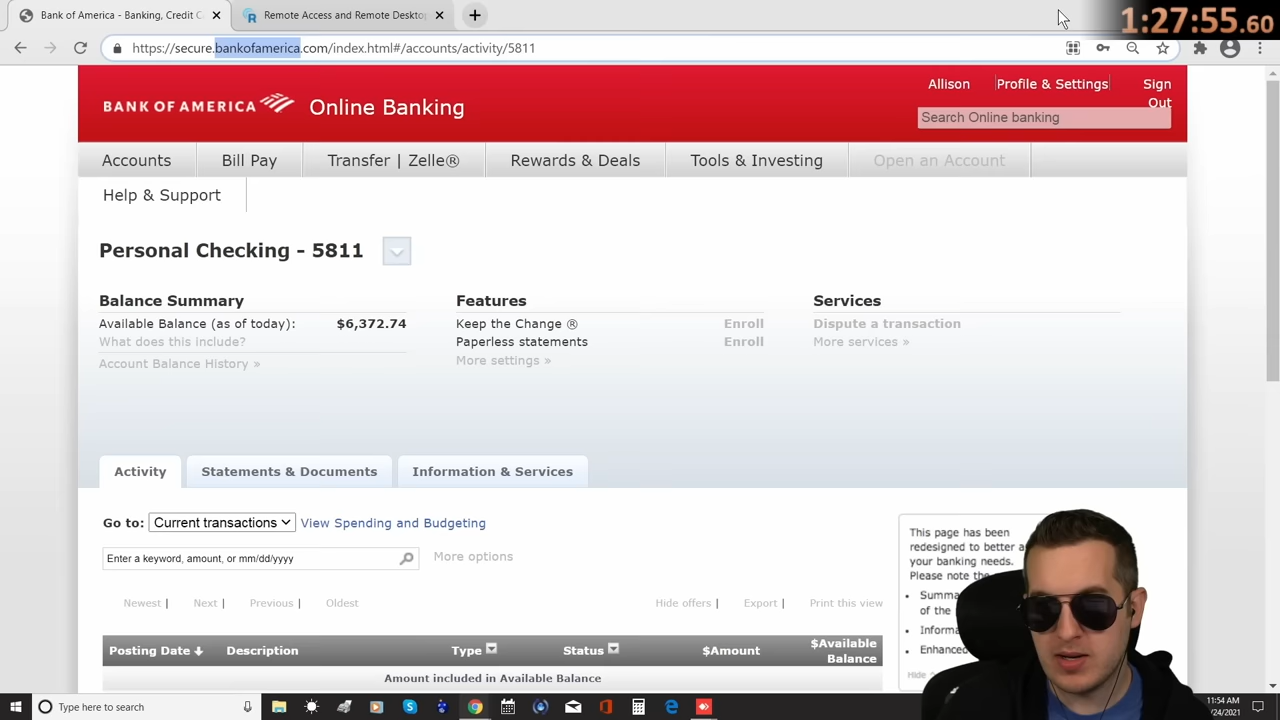 Bank of America - Banking, Credit C
Remote Access and Remote Desktop
1:27:55.60
https://secure.bankofamerica.com/index.html#/accounts/activity/5811
BANK OF AMERICA
Online Banking
Allison
Profile & Settings
Sign
Out
Search Online banking
Accounts
Bill Pay
Transfer | Zelle®
Rewards & Deals
Tools & Investing
Open an Account
Help & Support
Personal Checking - 5811
Balance Summary
Available Balance (as of today): $6,372.74
What does this include?
Account Balance History »
Features
Keep the Change ® Enroll
Paperless statements Enroll
More settings »
Services
Dispute a transaction
More services »
Activity
Statements & Documents
Information & Services
Go to: Current transactions View Spending and Budgeting
Enter a keyword, amount, or mm/dd/yyyy
More options
Newest | Next | Previous | Oldest
Hide offers | Export | Print this view
Posting Date Description Type Status $Amount $Available
Balance
Amount included in Available Balance
This page has been
redesigned to better
your banking needs.
Please note the
of the
Enhanced
Hide
Type here to search
11:54 AM
/24/2021